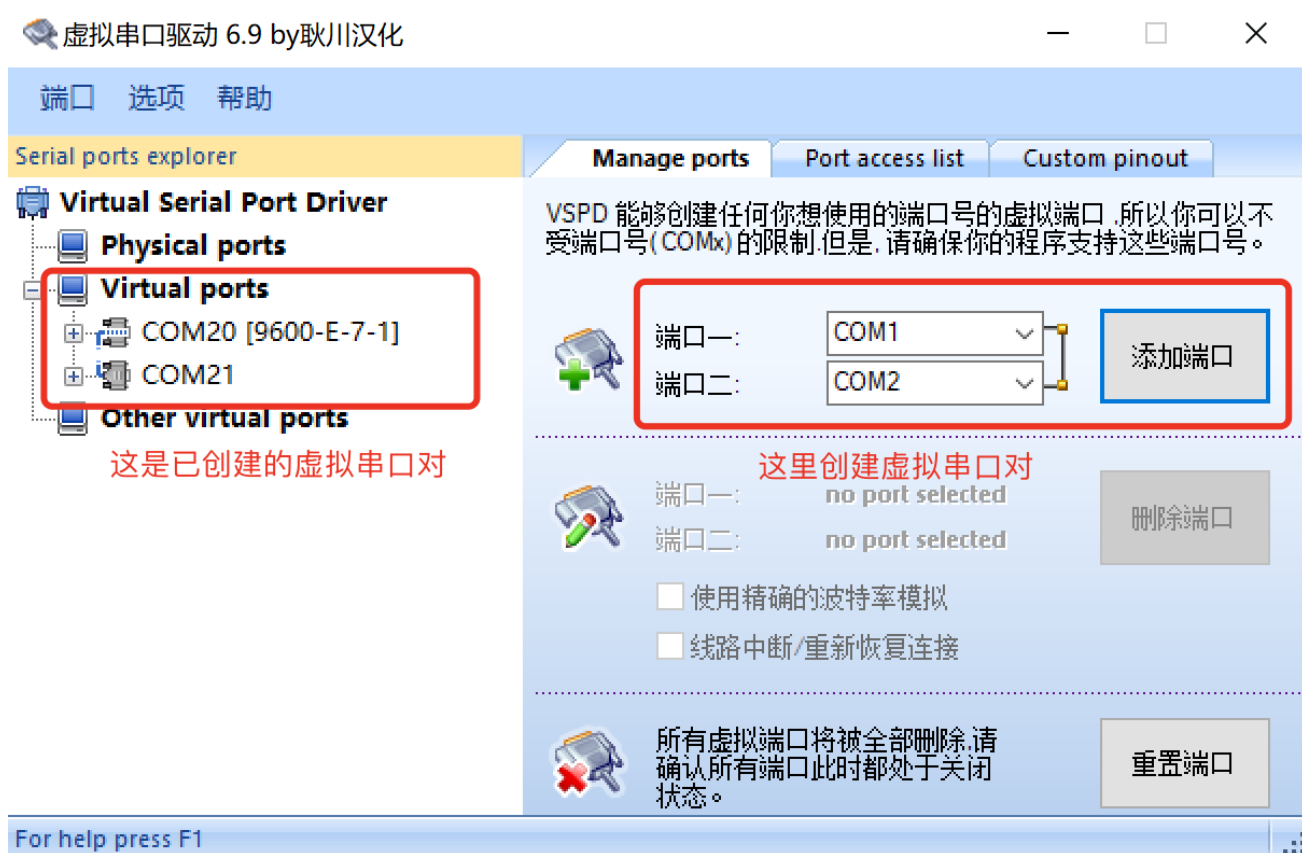 虚拟串口驱动 6.9 by耿川汉化
端口 选项 帮助
Serial ports explorer
Virtual Serial Port Driver
Physical ports
Virtual ports
COM20 [9600-E-7-1]
COM21
Other virtual ports
这是已创建的虚拟串口对
Manage ports
Port access list
Custom pinout
VSPD 能够创建任何你想使用的端口号的虚拟端口 ,所以你可以不
受端口号(COMx)的限制.但是, 请确保你的程序支持这些端口号。
端口一: COM1
端口二: COM2
添加端口
这里创建虚拟串口对
端口一: no port selected
端口二: no port selected
删除端口
使用精确的波特率模拟
线路中断/重新恢复连接
所有虚拟端口将被全部删除,请
确认所有端口此时都处于关闭
状态。
重置端口
For help press F1